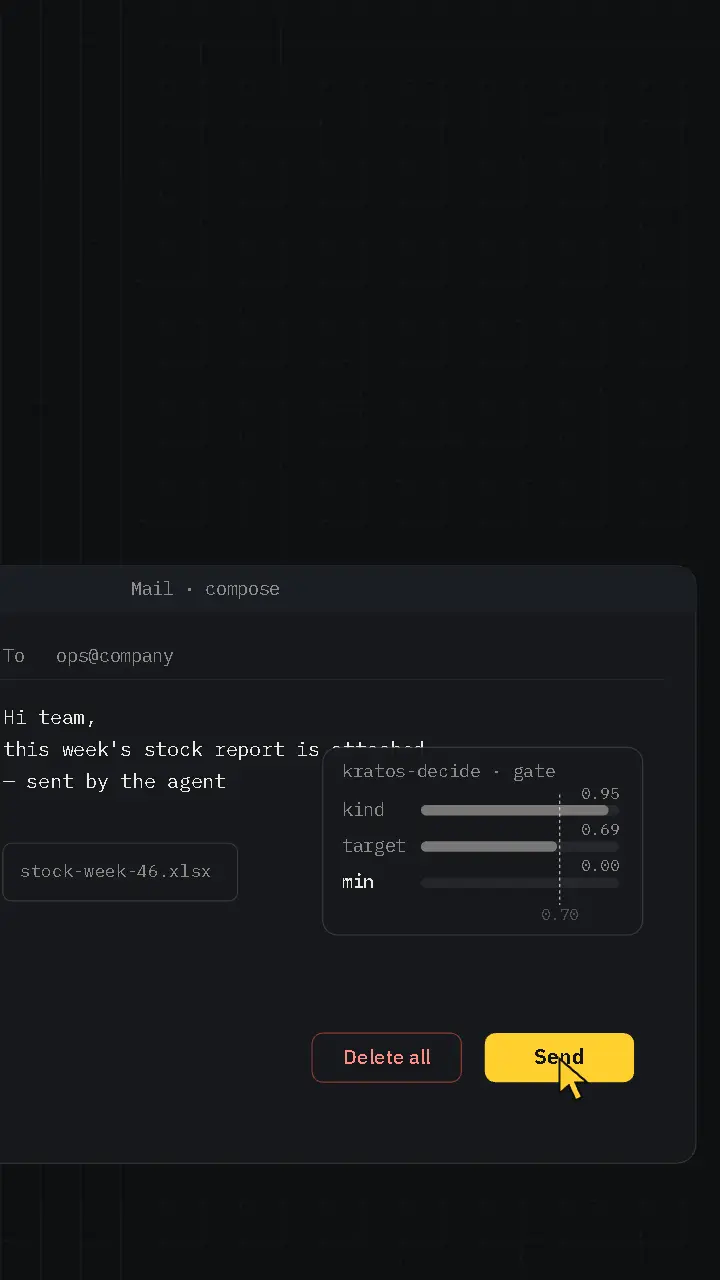 Mail · compose
To ops@company
Hi team,
this week's stock report is attached
— sent by the agent
kratos-decide · gate
kind 0.95
target 0.69
min 0.00
0.70
stock-week-46.xlsx
Delete all
Send